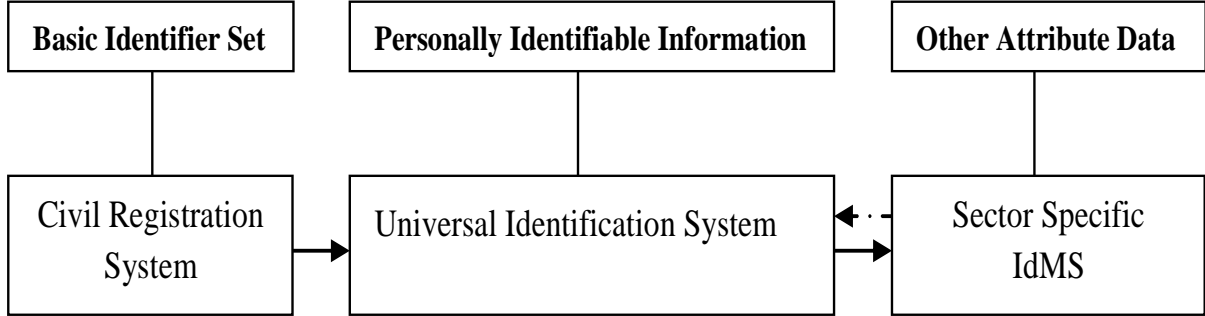 Basic Identifier Set
Personally Identifiable Information
Other Attribute Data
Civil Registration
System
Universal Identification System
Sector Specific
IdMS